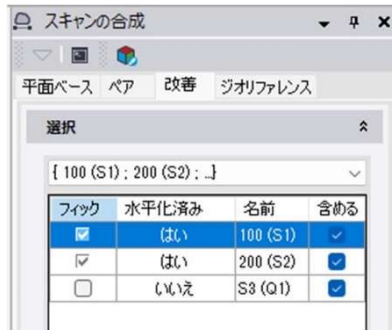 スキャンの合成
平面ベース ペア 改善 ジオリファレンス
選択
{ 100 (S1) ; 200 (S2) ; ..}
フィック 水平化済み 名前 含める
はい 100 (S1)
はい 200 (S2)
いいえ S3 (Q1)